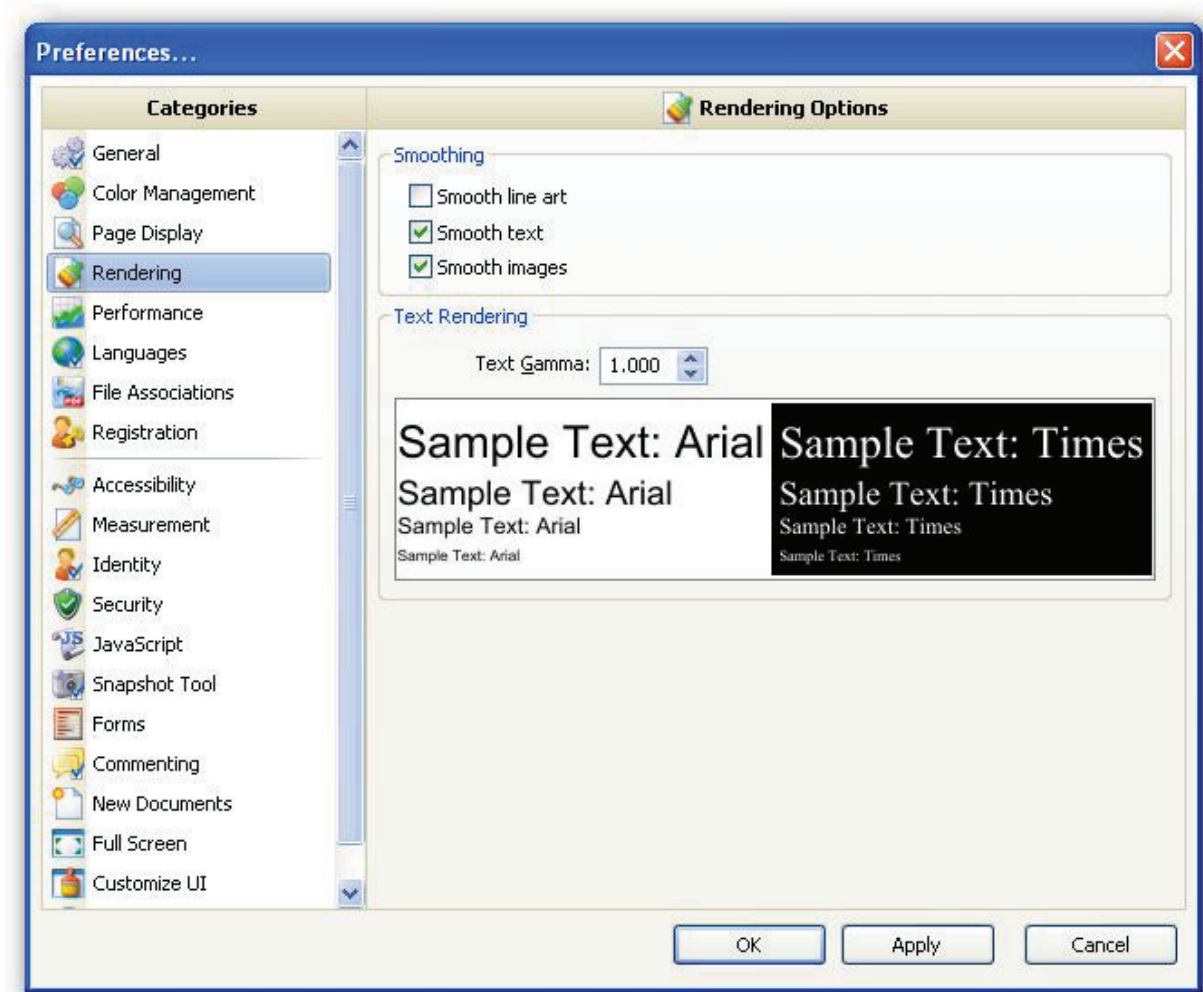 Preferences...
Categories
General
Color Management
Page Display
Rendering
Performance
Languages
File Associations
Registration
Accessibility
Measurement
Identity
Security
JS
JavaScript
Snapshot Tool
Forms
Commenting
New Documents
Full Screen
Customize UI
Rendering Options
Smoothing
Smooth line art
Smooth text
Smooth images
Text Rendering
Text Gamma: 1.000
Sample Text: Arial
Sample Text: Arial
Sample Text: Arial
Sample Text: Arial
Sample Text: Times
Sample Text: Times
Sample Text: Times
Sample Text: Times
OK
Apply
Cancel